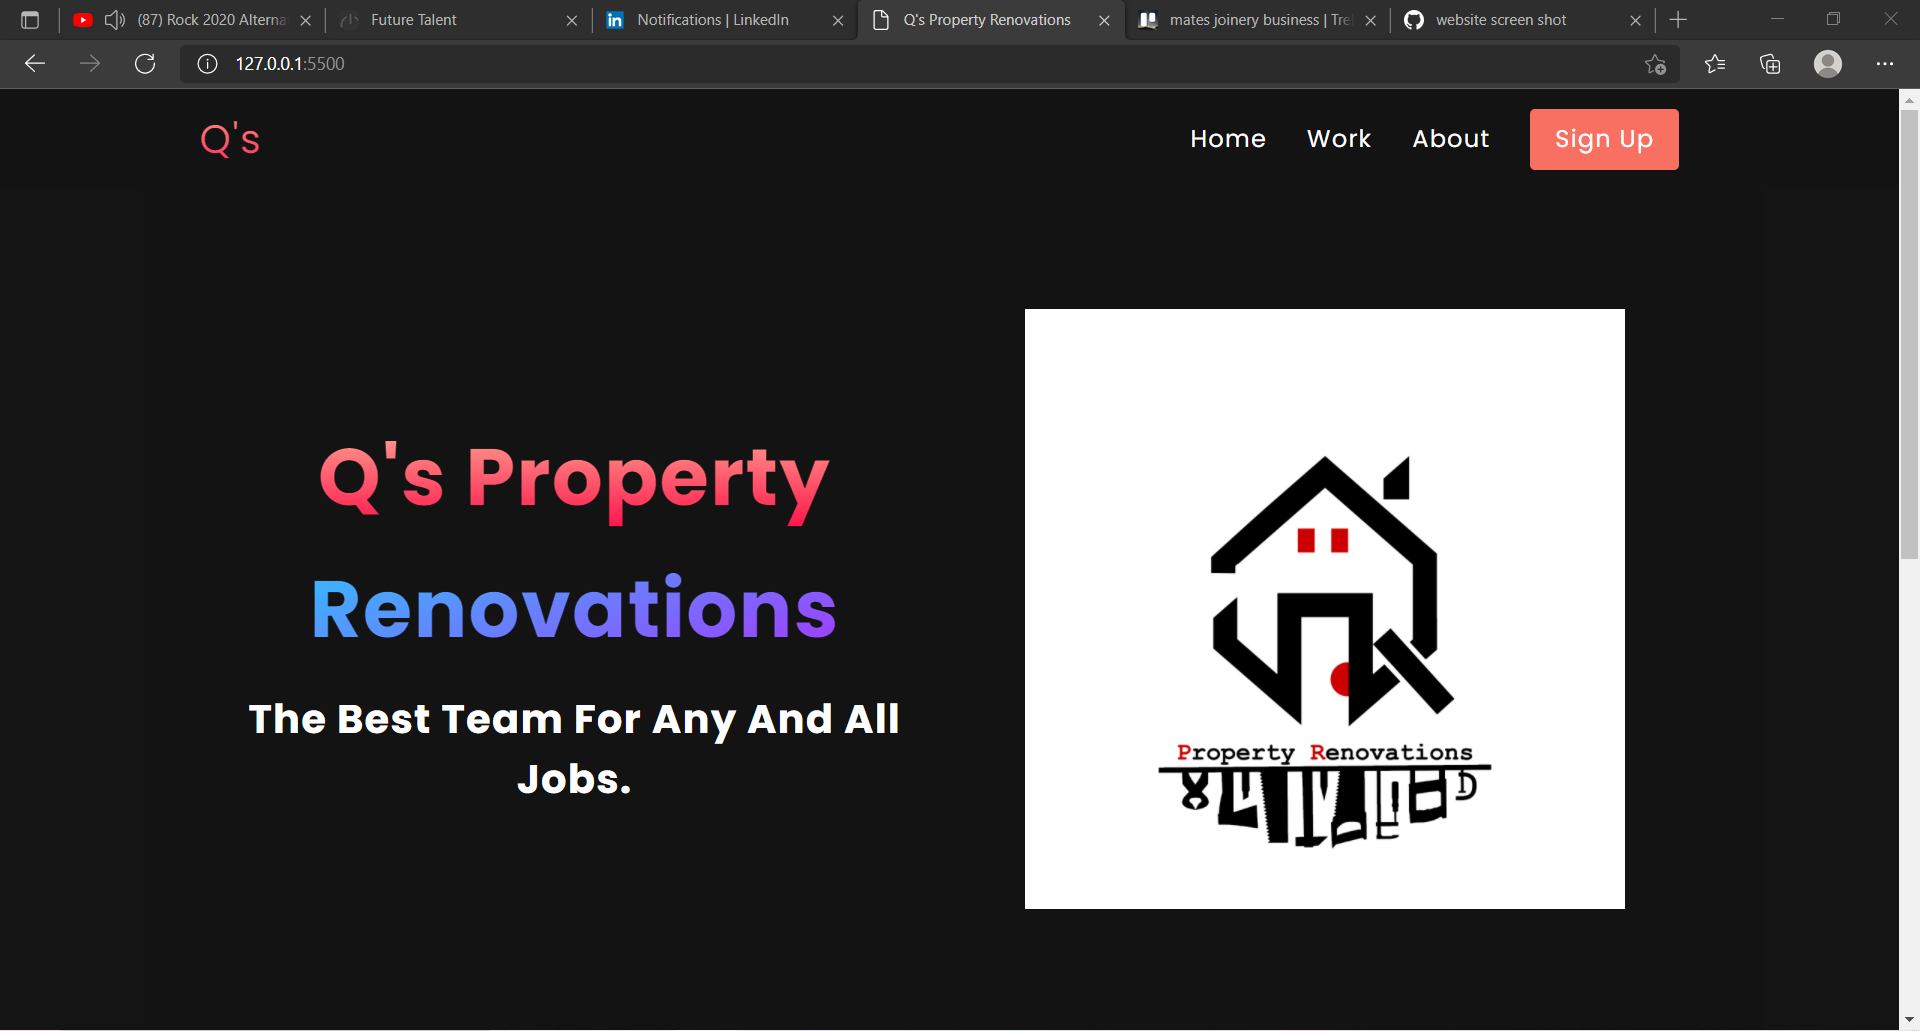 (87) Rock 2020 Alterna
Future Talent
Notifications | LinkedIn
Q's Property Renovations
mates joinery business | Tre
website screen shot
127.0.0.1:5500
Q's
Home
Work
About
Sign Up
Q's Property
Renovations
The Best Team For Any And All
Jobs.
Property Renovations